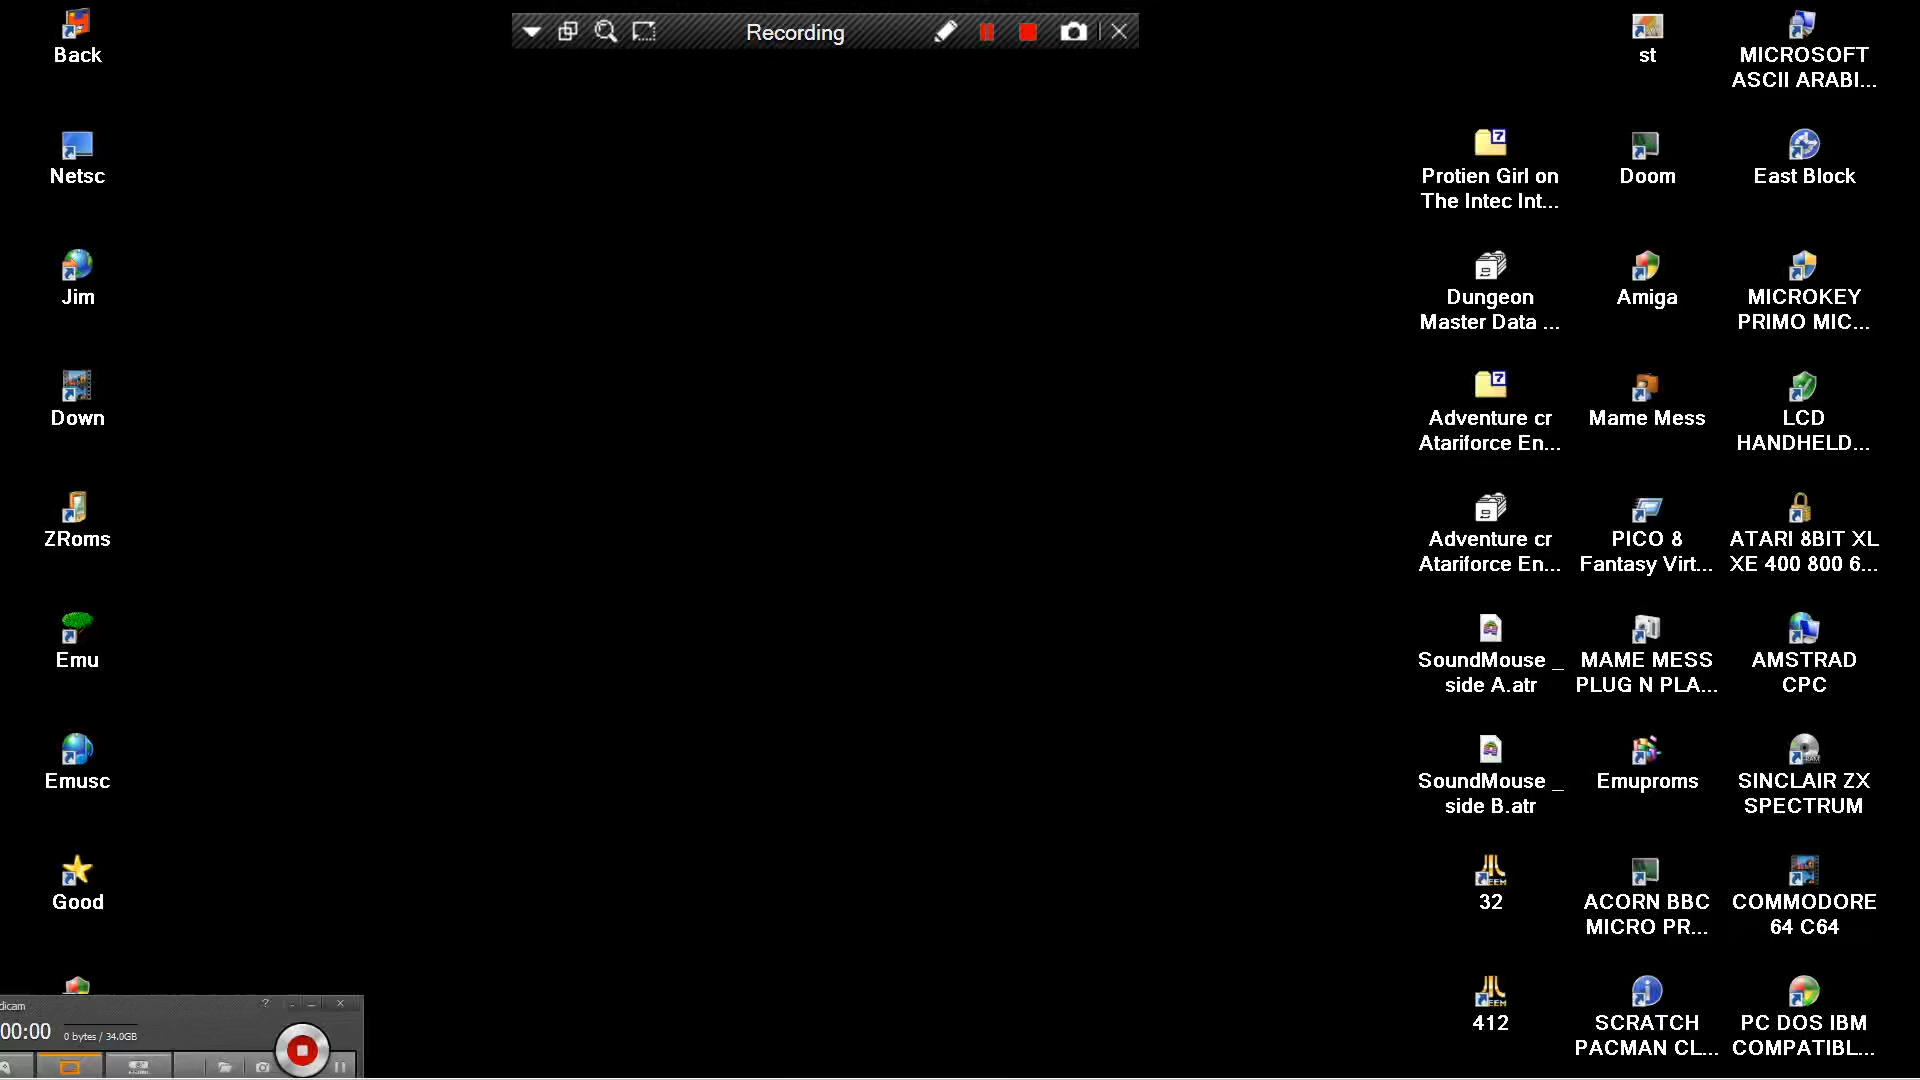 Recording
Back
Netsc
Jim
Down
ZRoms
Emu
Emusc
Good
st
MICROSOFT
ASCII ARABI...
Protien Girl on
The Intec Int...
Doom
East Block
Dungeon
Master Data ...
Amiga
MICROKEY
PRIMO MIC...
Adventure cr
Atariforce En...
Mame Mess
LCD
HANDHELD...
Adventure cr
Atariforce En...
PICO 8
Fantasy Virt...
ATARI 8BIT XL
XE 400 800 6...
SoundMouse _
side A.atr
MAME MESS
PLUG N PLA...
AMSTRAD
CPC
SoundMouse _
side B.atr
Emuproms
SINCLAIR ZX
SPECTRUM
32
ACORN BBC
MICRO PR...
COMMODORE
64 C64
412
SCRATCH
PACMAN CL...
PC DOS IBM
COMPATIBL...
dicam
00:00
0 bytes / 34.0GB